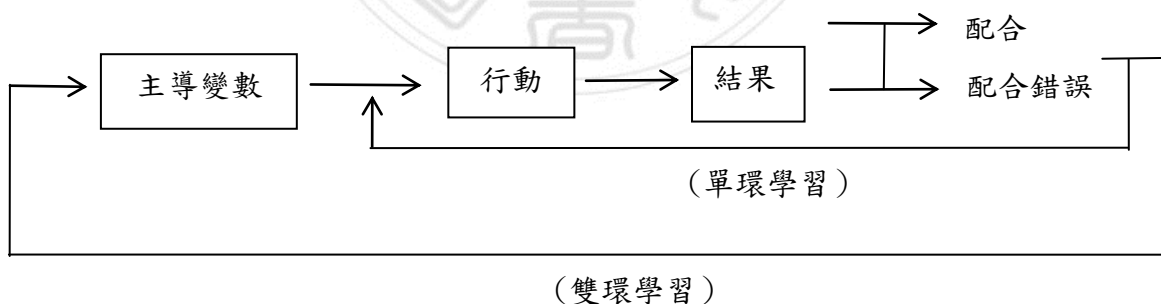 配合
主導變數
行動
結果
配合錯誤
（單環學習）
（雙環學習）